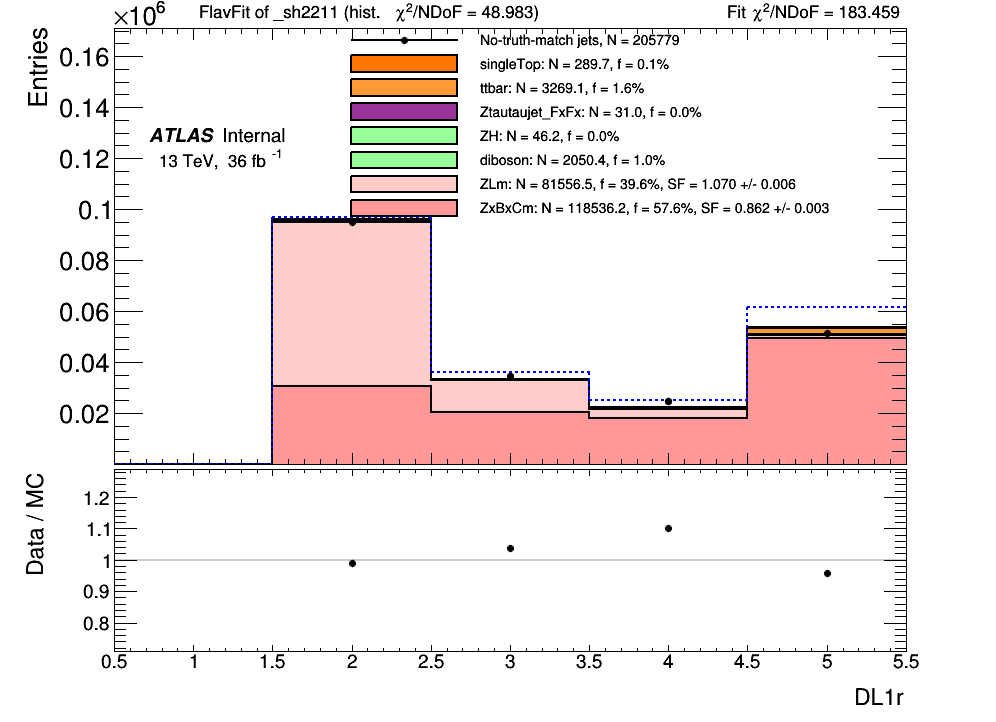 ×10⁶ FlavFit of _sh2211 (hist. χ²/NDoF = 48.983) Fit χ²/NDoF = 183.459
Entries
0.16
0.14
0.12
0.1
0.08
0.06
0.04
0.02
ATLAS Internal
13 TeV, 36 fb⁻¹
No-truth-match jets, N = 205779
singleTop: N = 289.7, f = 0.1%
ttbar: N = 3269.1, f = 1.6%
Ztautaujet_FxFx: N = 31.0, f = 0.0%
ZH: N = 46.2, f = 0.0%
diboson: N = 2050.4, f = 1.0%
ZLm: N = 81556.5, f = 39.6%, SF = 1.070 +/- 0.006
ZxBxCm: N = 118536.2, f = 57.6%, SF = 0.862 +/- 0.003
Data / MC
1.2
1.1
1
0.9
0.8
0.5 1 1.5 2 2.5 3 3.5 4 4.5 5 5.5
DL1r